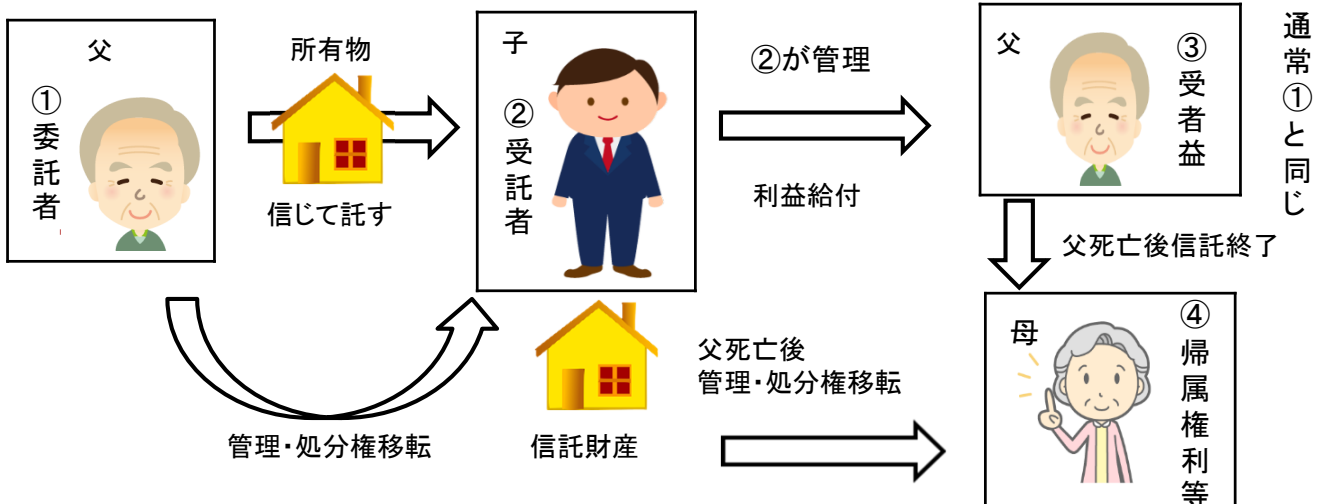 父
①委託者
所有物
信じて託す
子
②受託者
②が管理
利益給付
父
③受者益
通常①と同じ
父死亡後信託終了
管理・処分権移転
信託財産
父死亡後
管理・処分権移転
母
④帰属権利等